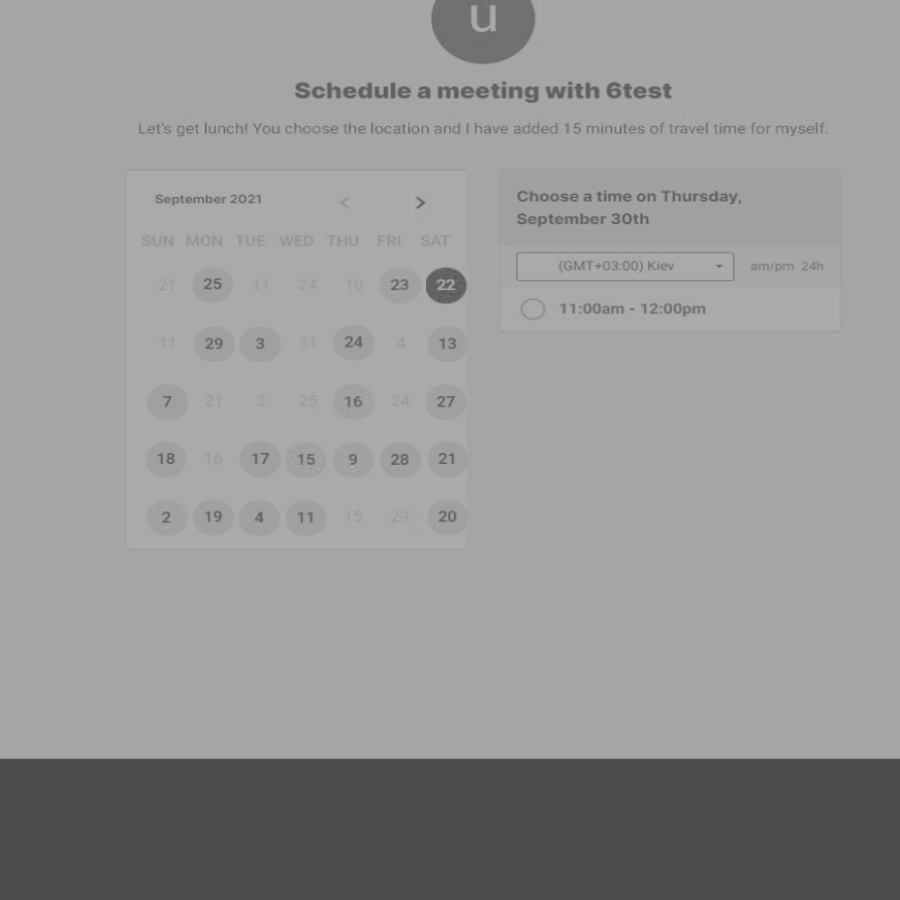 u
Schedule a meeting with 6test
Let's get lunch! You choose the location and I have added 15 minutes of travel time for myself.
September 2021 < >
SUN MON TUE WED THU FRI SAT
21 25 11 24 10 23 22
11 29 3 31 24 4 13
7 21 3 25 16 24 27
18 16 17 15 9 28 21
2 19 4 11 15 29 20
Choose a time on Thursday,
September 30th
(GMT+03:00) Kiev am/pm 24h
11:00am - 12:00pm